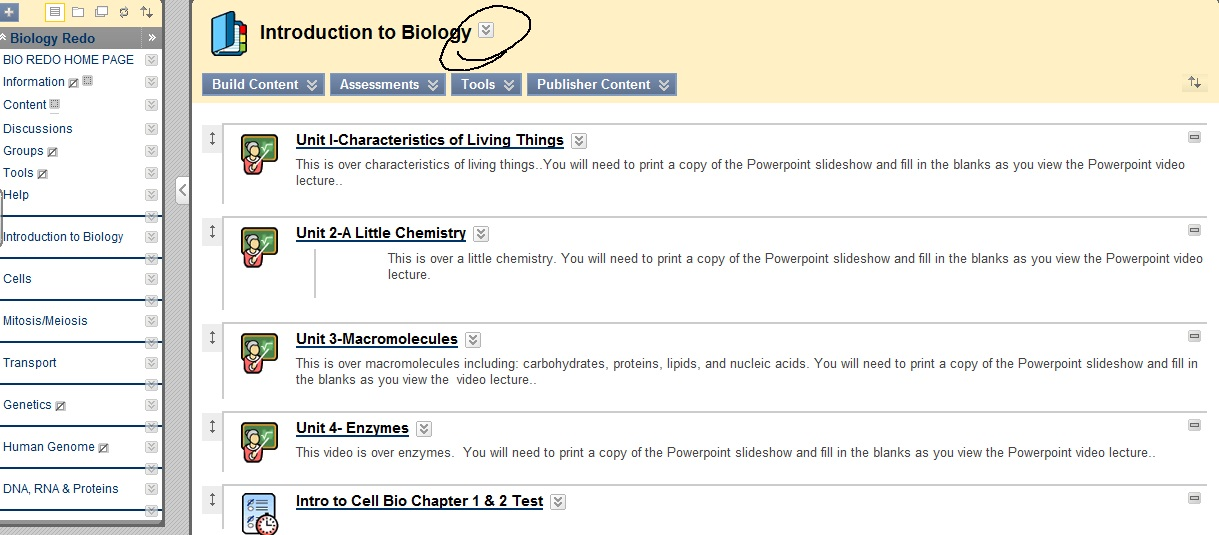 Biology Redo
BIO REDO HOME PAGE
Information
Content
Discussions
Groups
Tools
Help
Introduction to Biology
Cells
Mitosis/Meiosis
Transport
Genetics
Human Genome
DNA, RNA & Proteins
Introduction to Biology
Build Content Assessments Tools Publisher Content
Unit I-Characteristics of Living Things
This is over characteristics of living things..You will need to print a copy of the Powerpoint slideshow and fill in the blanks as you view the Powerpoint video
lecture..
Unit 2-A Little Chemistry
This is over a little chemistry. You will need to print a copy of the Powerpoint slideshow and fill in the blanks as you view the Powerpoint video
lecture.
Unit 3-Macromolecules
This is over macromolecules including: carbohydrates, proteins, lipids, and nucleic acids. You will need to print a copy of the Powerpoint slideshow and fill in
the blanks as you view the video lecture..
Unit 4- Enzymes
This video is over enzymes. You will need to print a copy of the Powerpoint slideshow and fill in the blanks as you view the Powerpoint video lecture..
Intro to Cell Bio Chapter 1 & 2 Test